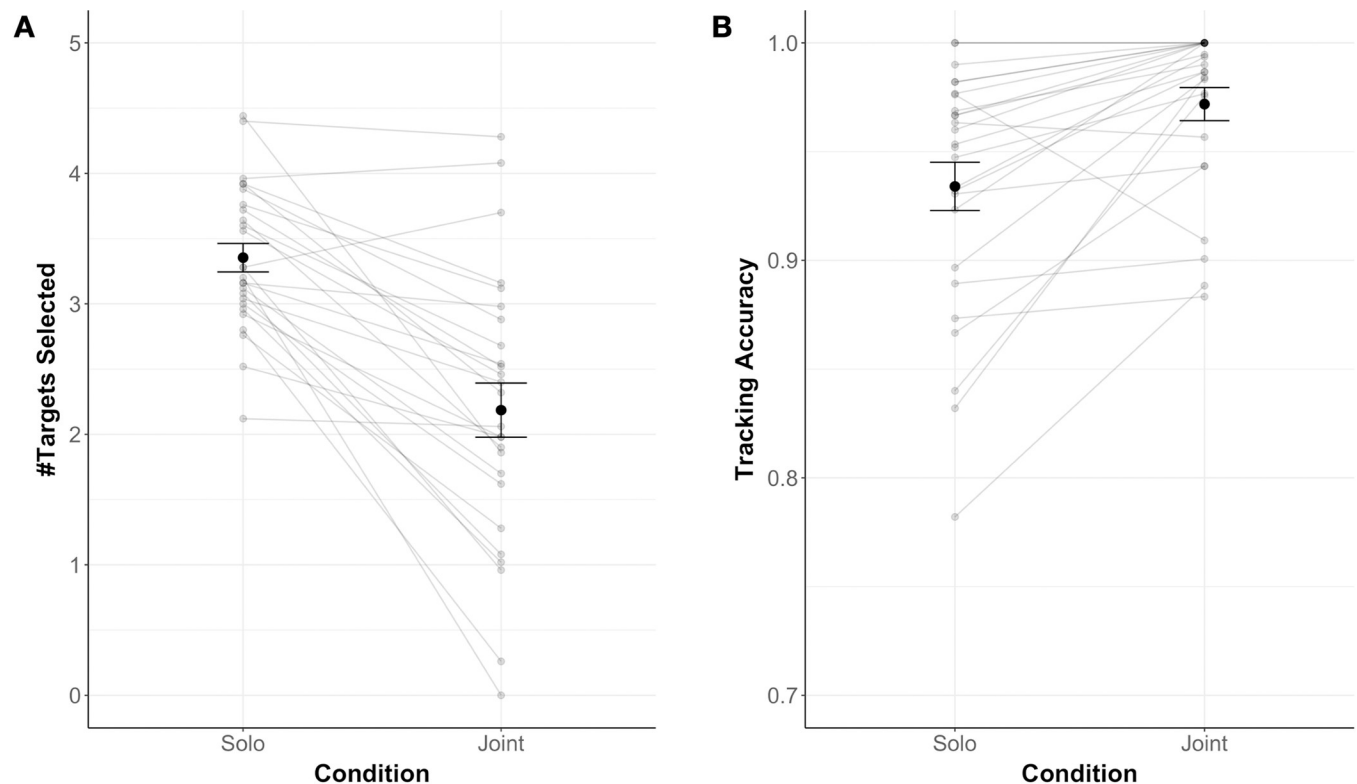 A
5
4
3
2
1
0
#Targets Selected
Solo
Joint
Condition
B
1.0
0.9
0.8
0.7
Tracking Accuracy
Solo
Joint
Condition